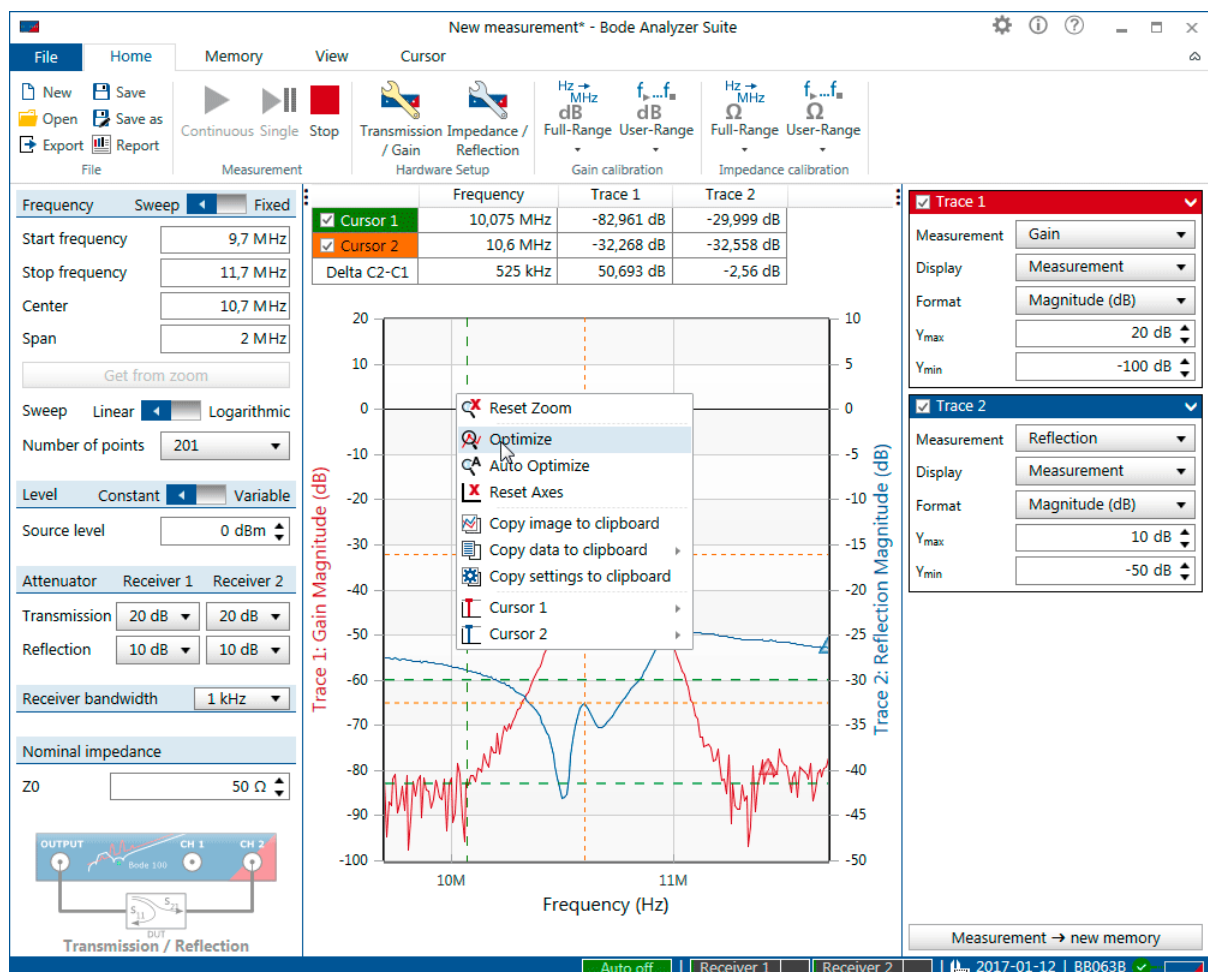 New measurement* - Bode Analyzer Suite
File Home Memory View Cursor
New Save
Open Save as
Export Report
File
Continuous Single Stop
Measurement
Transmission / Gain
Impedance / Reflection
Hardware Setup
Hz → MHz dB
Full-Range
f...f dB
User-Range
Gain calibration
Hz → MHz Ω
Full-Range
f...f Ω
User-Range
Impedance calibration
Frequency Sweep Fixed
Start frequency 9,7 MHz
Stop frequency 11,7 MHz
Center 10,7 MHz
Span 2 MHz
Get from zoom
Sweep Linear Logarithmic
Number of points 201
Level Constant Variable
Source level 0 dBm
Attenuator Receiver 1 Receiver 2
Transmission 20 dB 20 dB
Reflection 10 dB 10 dB
Receiver bandwidth 1 kHz
Nominal impedance
Z0 50 Ω
OUTPUT CH 1 CH 2
Bode 100
S11 S21
DUT
Transmission / Reflection
Frequency Trace 1 Trace 2
Cursor 1 10,075 MHz -82,961 dB -29,999 dB
Cursor 2 10,6 MHz -32,268 dB -32,558 dB
Delta C2-C1 525 kHz 50,693 dB -2,56 dB
Trace 1: Gain Magnitude (dB)
20
10
0
-10
-20
-30
-40
-50
-60
-70
-80
-90
-100
Reset Zoom
Optimize
Auto Optimize
Reset Axes
Copy image to clipboard
Copy data to clipboard
Copy settings to clipboard
Cursor 1
Cursor 2
10
5
0
-5
-10
-15
-20
-25
-30
-35
-40
-45
-50
Trace 2: Reflection Magnitude (dB)
10M 11M
Frequency (Hz)
Trace 1
Measurement Gain
Display Measurement
Format Magnitude (dB)
Ymax 20 dB
Ymin -100 dB
Trace 2
Measurement Reflection
Display Measurement
Format Magnitude (dB)
Ymax 10 dB
Ymin -50 dB
Measurement → new memory
Auto off | Receiver 1 Receiver 2 | 2017-01-12 | BB063B